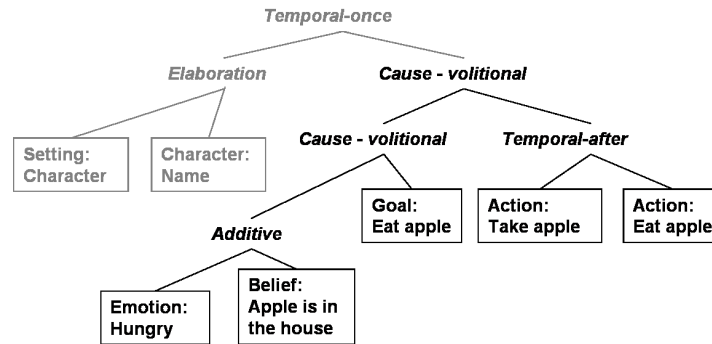 Temporal-once
Elaboration
Cause - volitional
Cause - volitional
Temporal-after
Setting:
Character
Character:
Name
Goal:
Eat apple
Action:
Take apple
Action:
Eat apple
Additive
Emotion:
Hungry
Belief:
Apple is in
the house